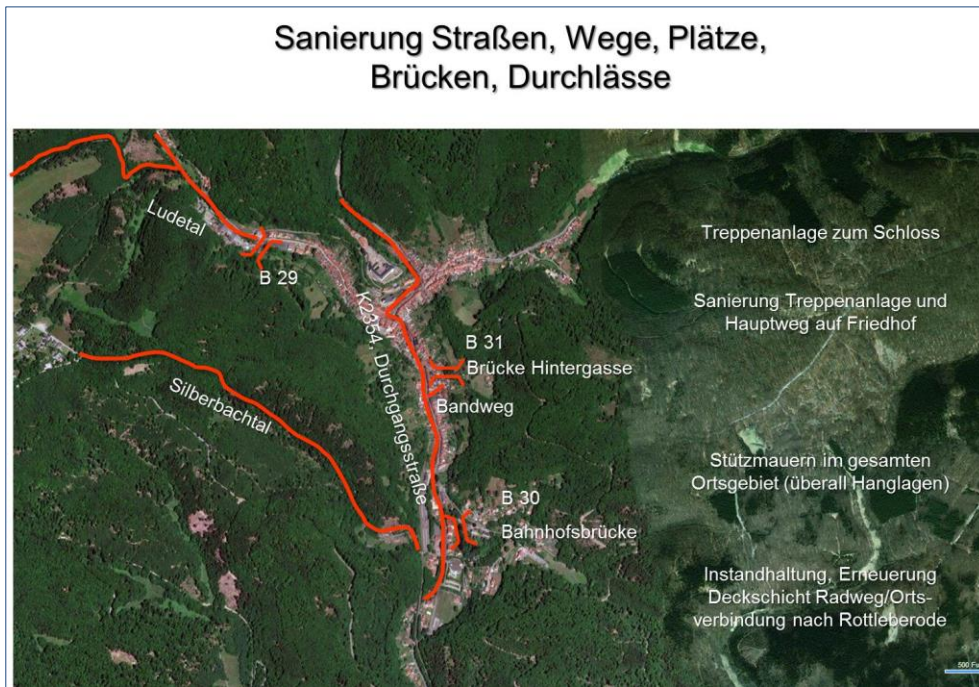 Sanierung Straßen, Wege, Plätze,
Brücken, Durchlässe
Ludetal
B 29
K2354, Durchgangsstraße
B 31
Brücke Hintergasse
Bandweg
Silberbachtal
B 30
Bahnhofsbrücke
Treppenanlage zum Schloss
Sanierung Treppenanlage und
Hauptweg auf Friedhof
Stützmauern im gesamten
Ortsgebiet (überall Hanglagen)
Instandhaltung, Erneuerung
Deckschicht Radweg/Orts-
verbindung nach Rottleberode
500